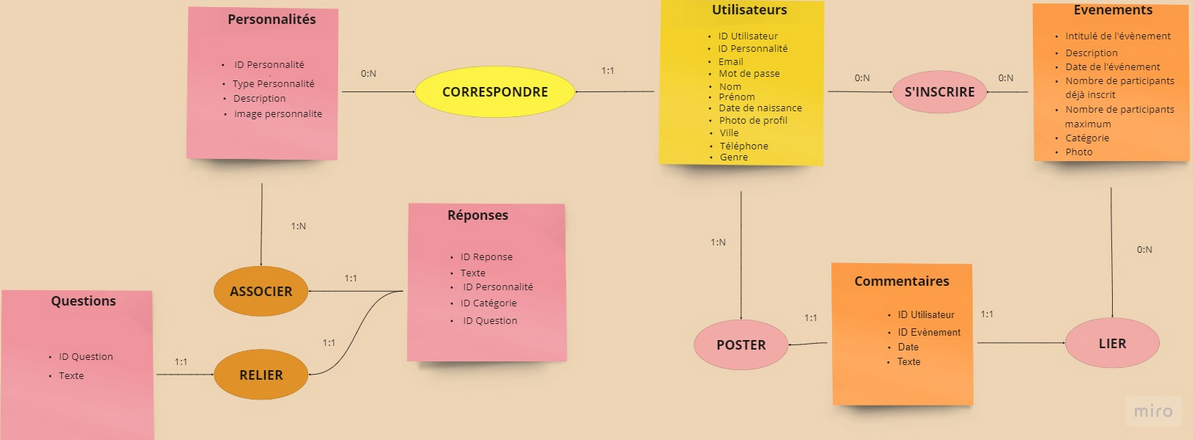 Personnalités
ID Personnalité
Type Personnalité
Description
image personnalite
0:N
CORRESPONDRE
1:1
Utilisateurs
ID Utilisateur
ID Personnalité
Email
Mot de passe
Nom
Prénom
Date de naissance
Photo de profil
Ville
Téléphone
Genre
0:N
S'INSCRIRE
0:N
Evenements
Intitulé de l'évènement
Description
Date de l'événement
Nombre de participants
déjà inscrit
Nombre de participants
maximum
Catégorie
Photo
1:N
ASSOCIER
1:1
Réponses
ID Reponse
Texte
ID Personnalité
ID Catégorie
ID Question
1:N
POSTER
1:1
Commentaires
ID Utilisateur
ID Evènement
Date
Texte
1:1
0:N
LIER
Questions
ID Question
Texte
1:1
RELIER
1:1
miro